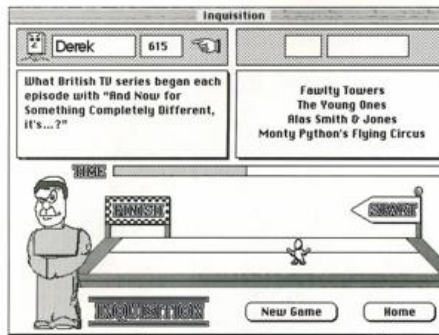 Inquisition
Derek
615
What British TV series began each
episode with "And Now for
Something Completely Different,
it's...?"
Fawlty Towers
The Young Ones
Alas Smith & Jones
Monty Python's Flying Circus
TIME
FINISH
START
INQUISITION
New Game
Home